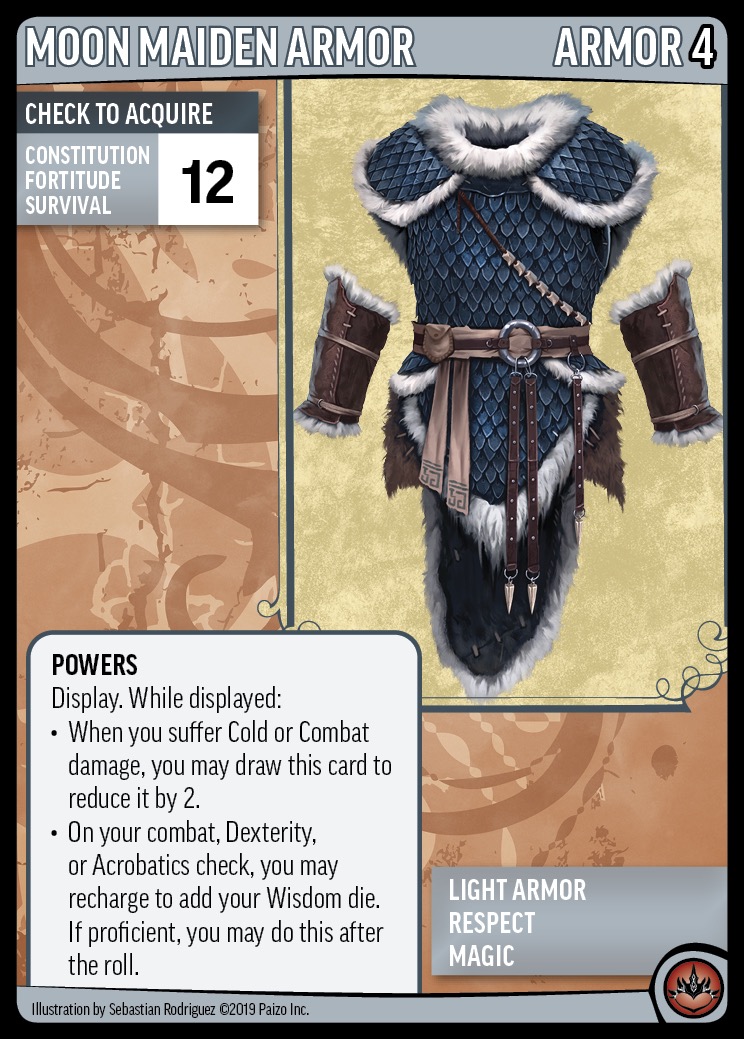 MOON MAIDEN ARMOR
ARMOR 4
CHECK TO ACQUIRE
CONSTITUTION
FORTITUDE
SURVIVAL
12
POWERS
Display. While displayed:
• When you suffer Cold or Combat
damage, you may draw this card to
reduce it by 2.
• On your combat, Dexterity,
or Acrobatics check, you may
recharge to add your Wisdom die.
If proficient, you may do this after
the roll.
LIGHT ARMOR
RESPECT
MAGIC
Illustration by Sebastian Rodriguez ©2019 Paizo Inc.